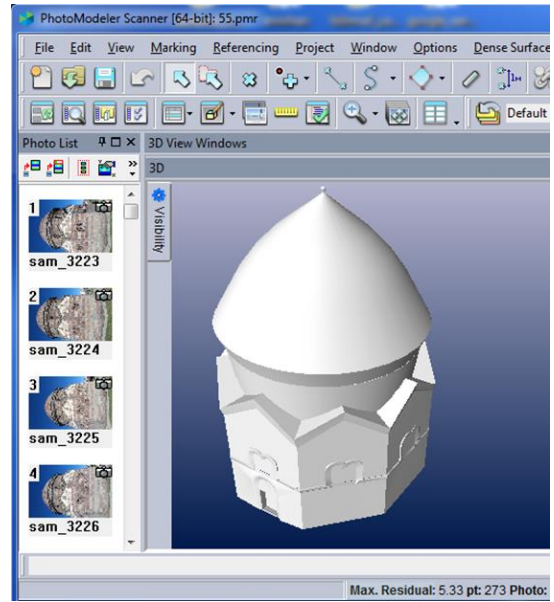 PhotoModeler Scanner [64-bit]: 55.pmr
File Edit View Marking Referencing Project Window Options Dense Surface
Default
Photo List
3D View Windows
3D
Visibility
1
sam_3223
2
sam_3224
3
sam_3225
4
sam_3226
Max. Residual: 5.33 pt: 273 Photo: